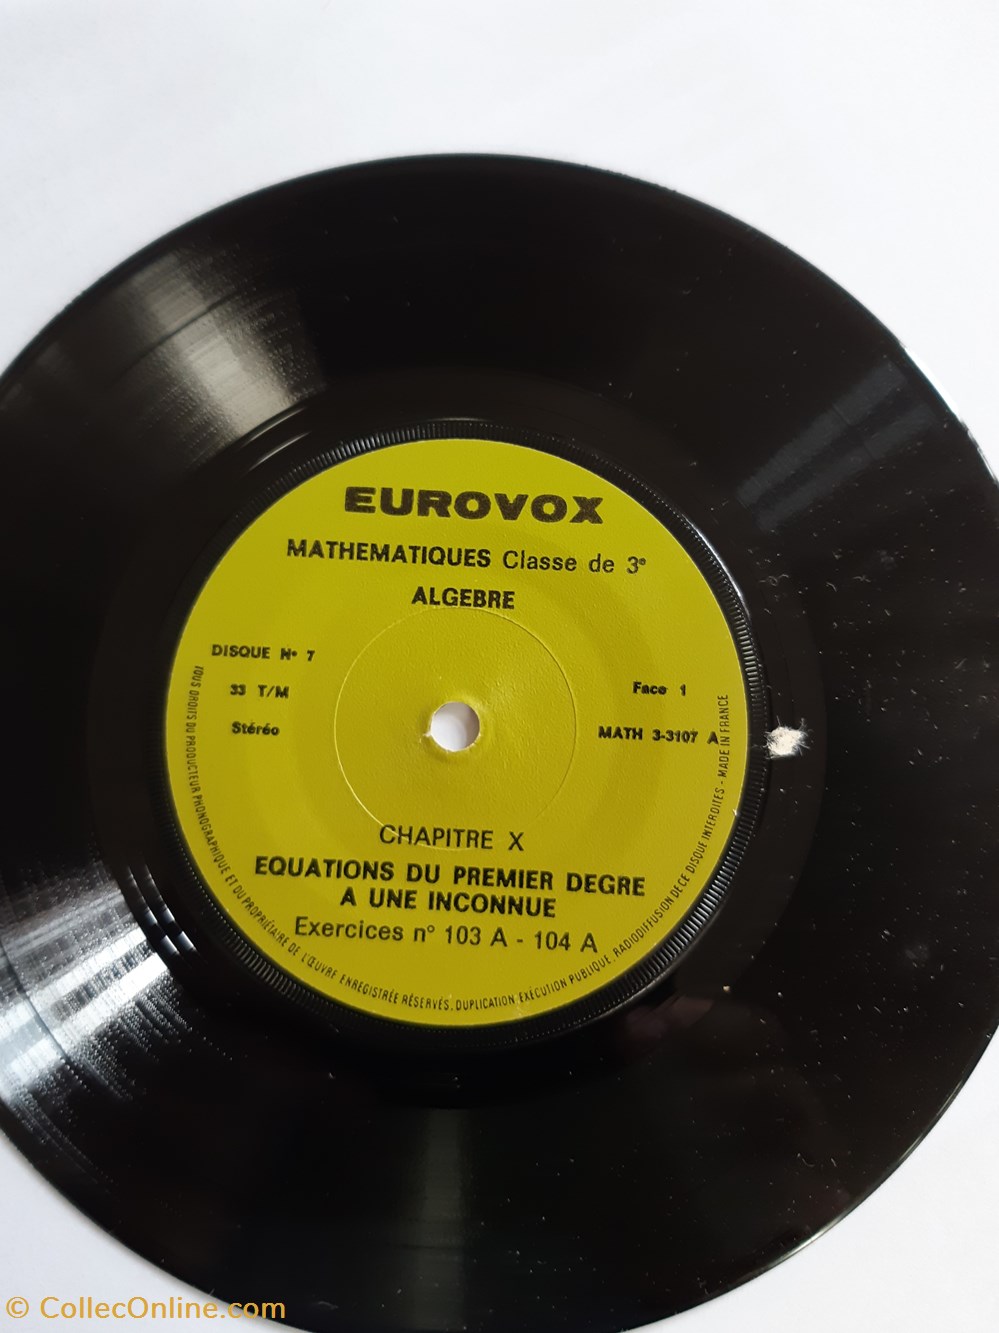 EUROVOX
MATHEMATIQUES Classe de 3e
ALGEBRE
DISQUE No 7
33 T/M
Stéréo
Face 1
MATH 3-3107 A
CHAPITRE X
EQUATIONS DU PREMIER DEGRE
A UNE INCONNUE
Exercices no 103 A - 104 A
TOUS DROITS DU PRODUCTEUR PHONOGRAPHIQUE ET DU PROPRIÉTAIRE DE L'ŒUVRE ENREGISTRÉE RÉSERVÉS. DUPLICATION EXÉCUTION PUBLIQUE, RADIODIFFUSION DE CE DISQUE INTERDITES - MADE IN FRANCE
© CollecOnline.com